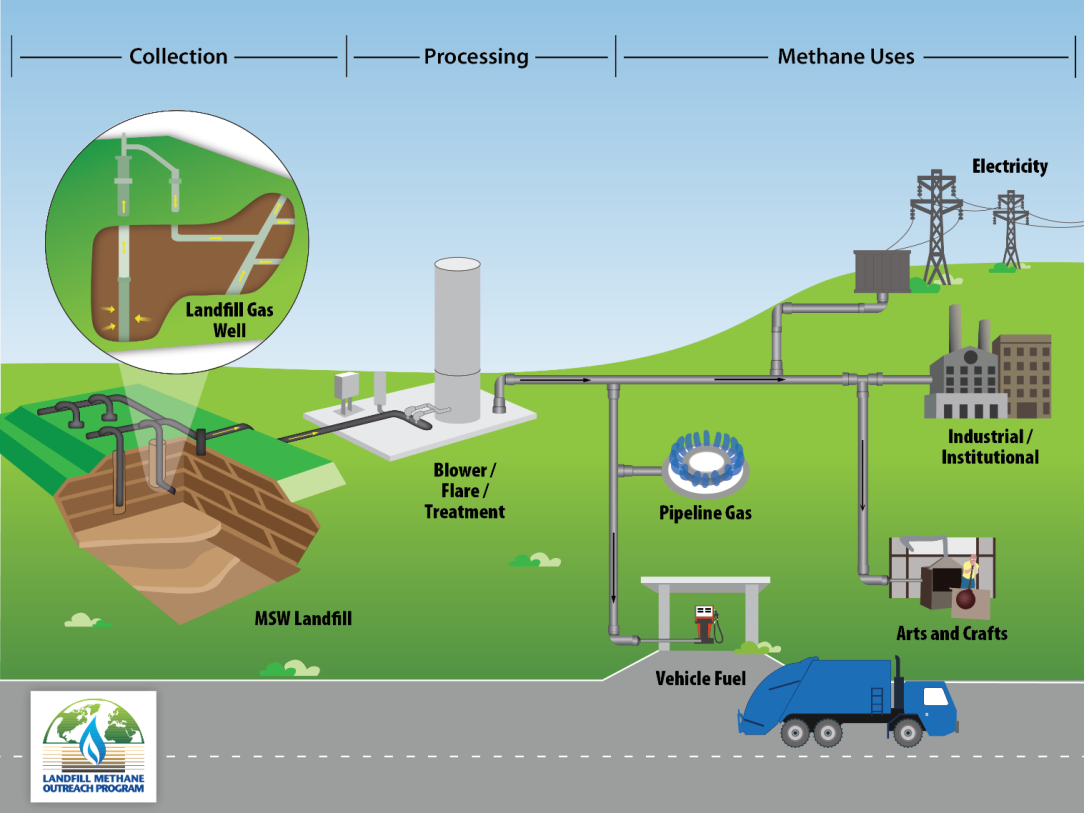 Collection
Processing
Methane Uses
Electricity
Landfill Gas
Well
Industrial /
Institutional
Blower /
Flare /
Treatment
Pipeline Gas
MSW Landfill
Arts and Crafts
Vehicle Fuel
LANDFILL METHANE
OUTREACH PROGRAM